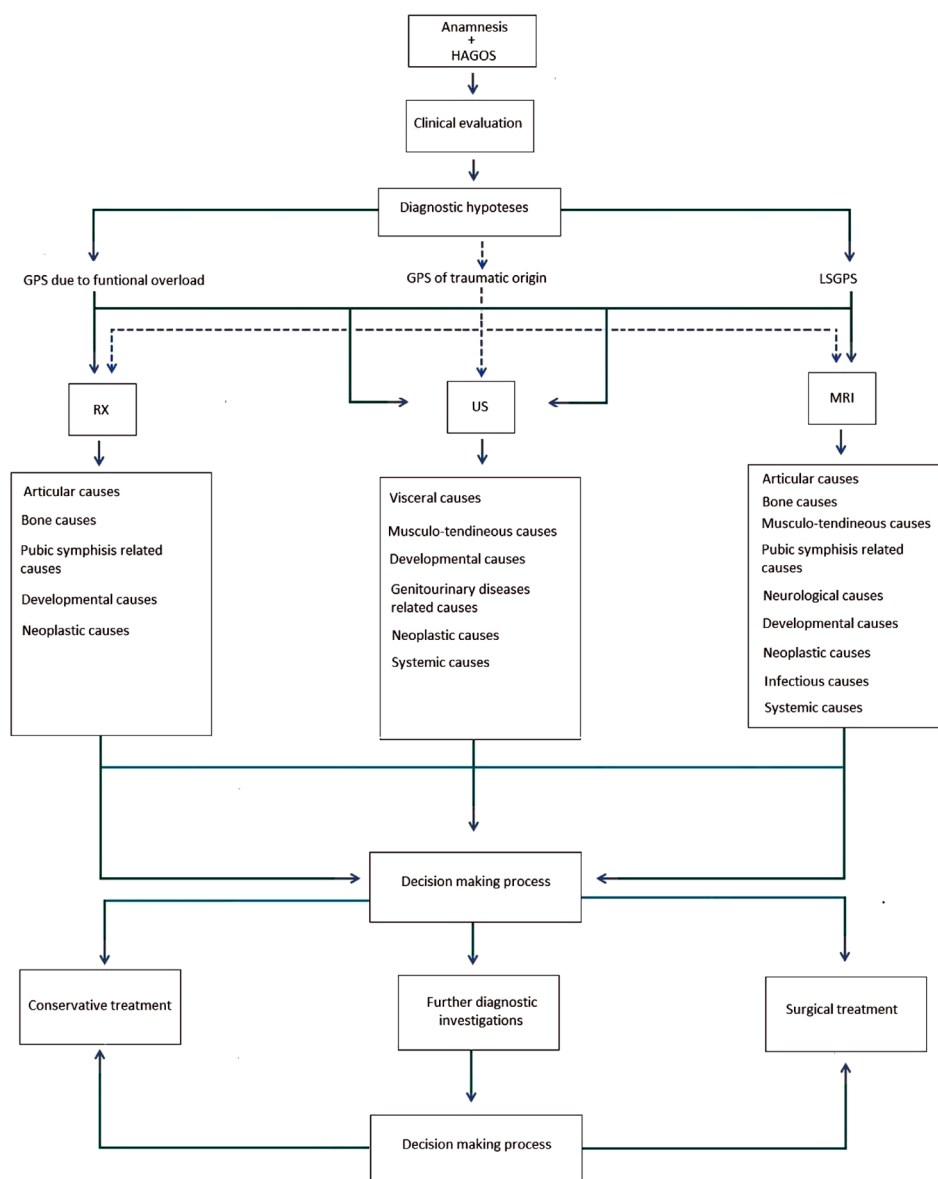 Anamnesis
+
HAGOS
Clinical evaluation
Diagnostic hypoteses
GPS due to funtional overload
GPS of traumatic origin
LSGPS
RX
US
MRI
Articular causes
Bone causes
Pubic symphisis related
causes
Developmental causes
Neoplastic causes
Visceral causes
Musculo-tendineous causes
Developmental causes
Genitourinary diseases
related causes
Neoplastic causes
Systemic causes
Articular causes
Bone causes
Musculo-tendineous causes
Pubic symphisis related
causes
Neurological causes
Developmental causes
Neoplastic causes
Infectious causes
Systemic causes
Decision making process
Conservative treatment
Further diagnostic
investigations
Surgical treatment
Decision making process